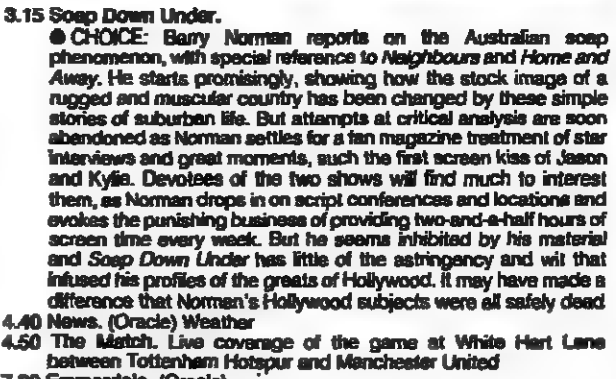 3.15 Soap Down Under.
● CHOICE: Barry Norman reports on the Australian soap
phenomenon, with special reference to Neighbours and Home and
Away. He starts promisingly, showing how the stock image of a
rugged and muscular country has been changed by these simple
stories of suburban life. But attempts at critical analysis are soon
abandoned as Norman settles for a fan magazine treatment of star
interviews and great moments, such the first screen kiss of Jason
and Kylie. Devotees of the two shows will find much to interest
them, as Norman drops in on script conferences and locations and
evokes the punishing business of providing two-and-a-half hours of
screen time every week. But he seems inhibited by his material
and Soap Down Under has little of the astringency and wit that
infused his profiles of the greats of Hollywood. It may have made a
difference that Norman's Hollywood subjects were all safely dead
4.40 News. (Oracle) Weather
4.50 The Match. Live coverage of the game at White Hart Lane
between Tottenham Hotspur and Manchester United